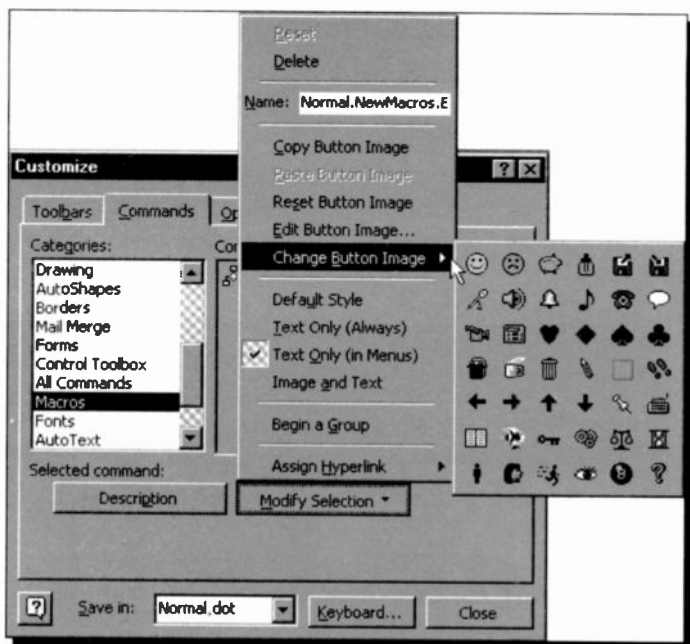 Reset
Delete
Name: Normal.NewMacros.E
Copy Button Image
Paste Button Image
Reset Button Image
Edit Button Image...
Change Button Image
Default Style
Text Only (Always)
Text Only (in Menus)
Image and Text
Begin a Group
Assign Hyperlink
Customize
Toolbars Commands Op
Categories: Co
Drawing
AutoShapes
Borders
Mail Merge
Forms
Control Toolbox
All Commands
Macros
Fonts
AutoText
Selected command:
Description Modify Selection
Save in: Normal.dot Keyboard... Close